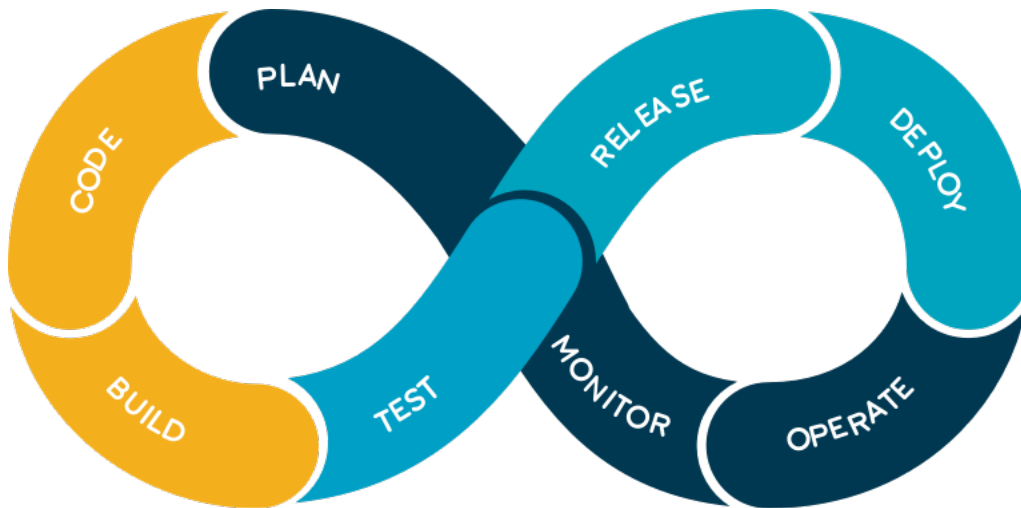 PLAN
CODE
BUILD
TEST
RELEASE
DEPLOY
OPERATE
MONITOR